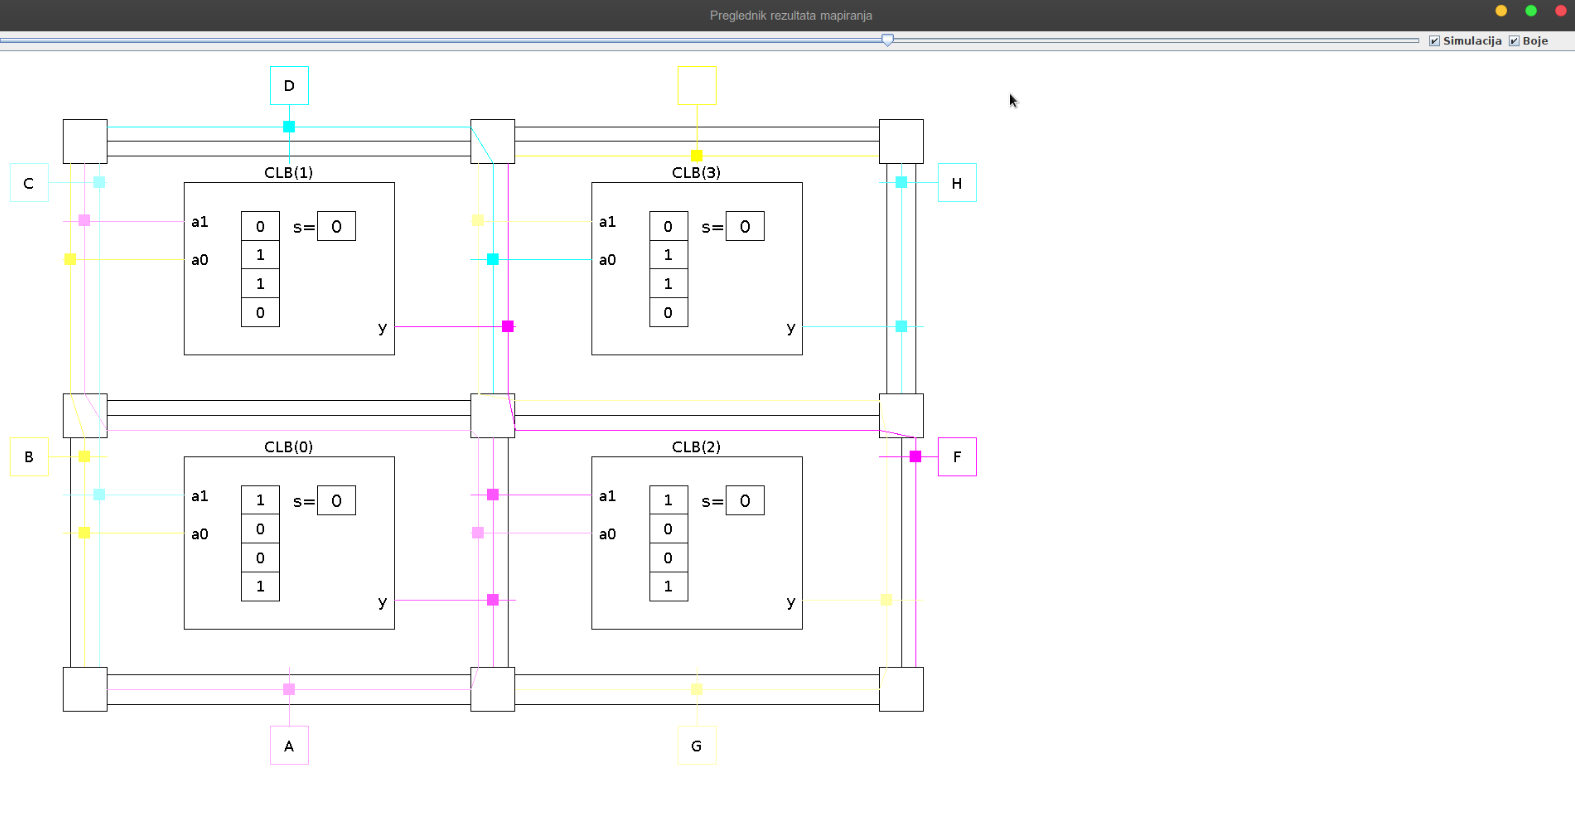 Preglednik rezultata mapiranja
Simulacija Boje
D
CLB(1) CLB(3)
C H
a1 0 s= 0 a1 0 s= 0
a0 1 a0 1
1 1
0 0
y y
CLB(0) CLB(2)
B F
a1 1 s= 0 a1 1 s= 0
a0 0 a0 0
0 0
1 1
y y
A G